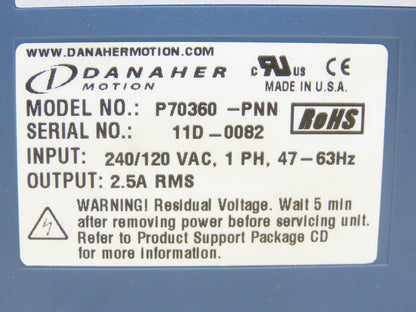 WWW.DANAHERMOTION.COM
DANAHER
MOTION
c UL us CE
MADE IN U.S.A.
MODEL NO.: P70360 -PNN
RoHS
SERIAL NO.: 11D-0082
INPUT: 240/120 VAC, 1 PH, 47-63Hz
OUTPUT: 2.5A RMS
WARNING! Residual Voltage. Wait 5 min
after removing power before servicing unit.
Refer to Product Support Package CD
for more information.